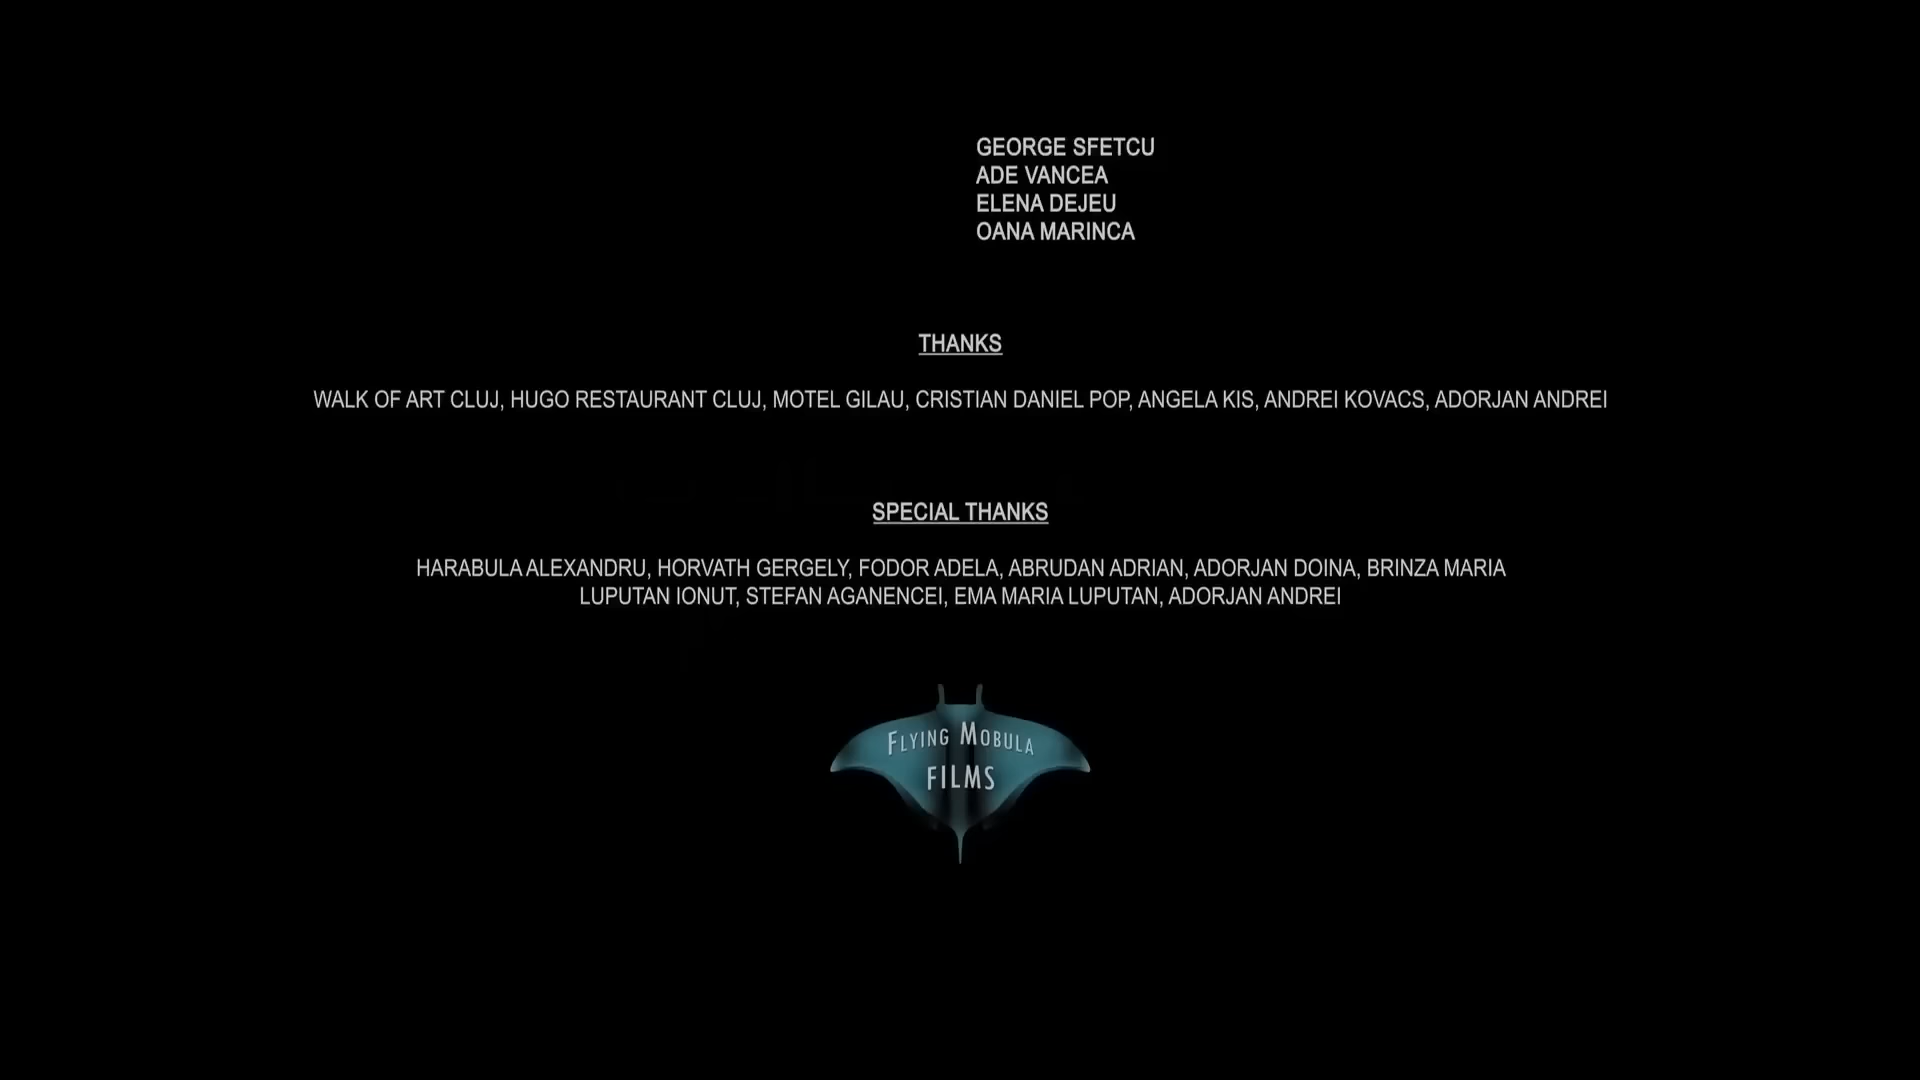 GEORGE SFETCU
ADE VANCEA
ELENA DEJEU
OANA MARINCA
THANKS
WALK OF ART CLUJ, HUGO RESTAURANT CLUJ, MOTEL GILAU, CRISTIAN DANIEL POP, ANGELA KIS, ANDREI KOVACS, ADORJAN ANDREI
SPECIAL THANKS
HARABULA ALEXANDRU, HORVATH GERGELY, FODOR ADELA, ABRUDAN ADRIAN, ADORJAN DOINA, BRINZA MARIA
LUPUTAN IONUT, STEFAN AGANENCEI, EMA MARIA LUPUTAN, ADORJAN ANDREI
FLYING MOBULA
FILMS